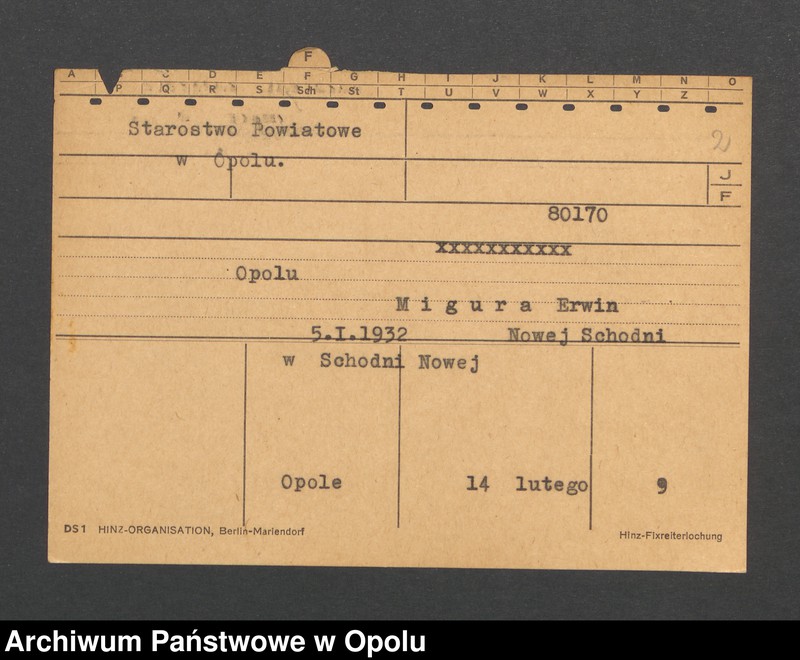 F
A C D E F G H I J K L M N O
P Q R S Sch St T U V W X Y Z
Starostwo Powiatowe
2
w Opolu.
J
F
80170
xxxxxxxxxxx
Opolu
M i g u r a Erwin
5.I.1932 Nowej Schodni
w Schodni Nowej
Opole 14 lutego 9
DS1 HINZ-ORGANISATION, Berlin-Mariendorf Hinz-Fixreiterlochung
Archiwum Państwowe w Opolu